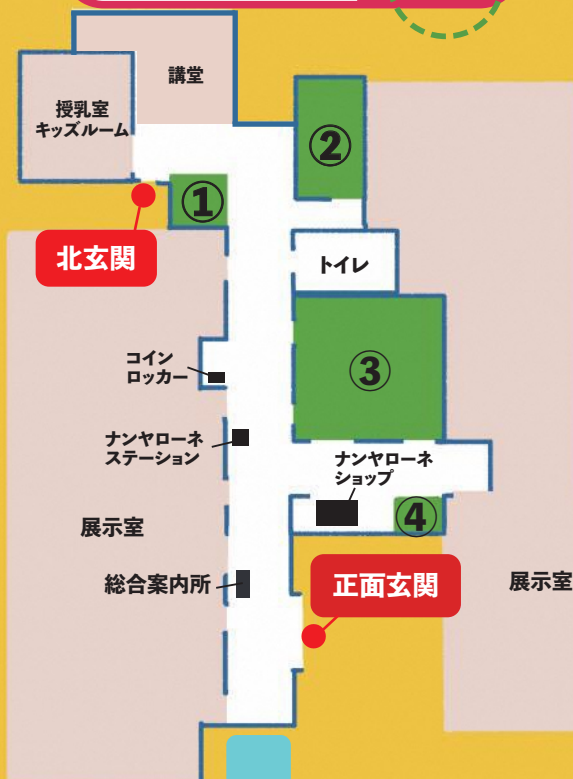 講堂
授乳室
キッズルーム
②
①
北玄関
トイレ
③
コイン
ロッカー
ナンヤローネ
ステーション
ナンヤローネ
ショップ
④
展示室
総合案内所
正面玄関
展示室